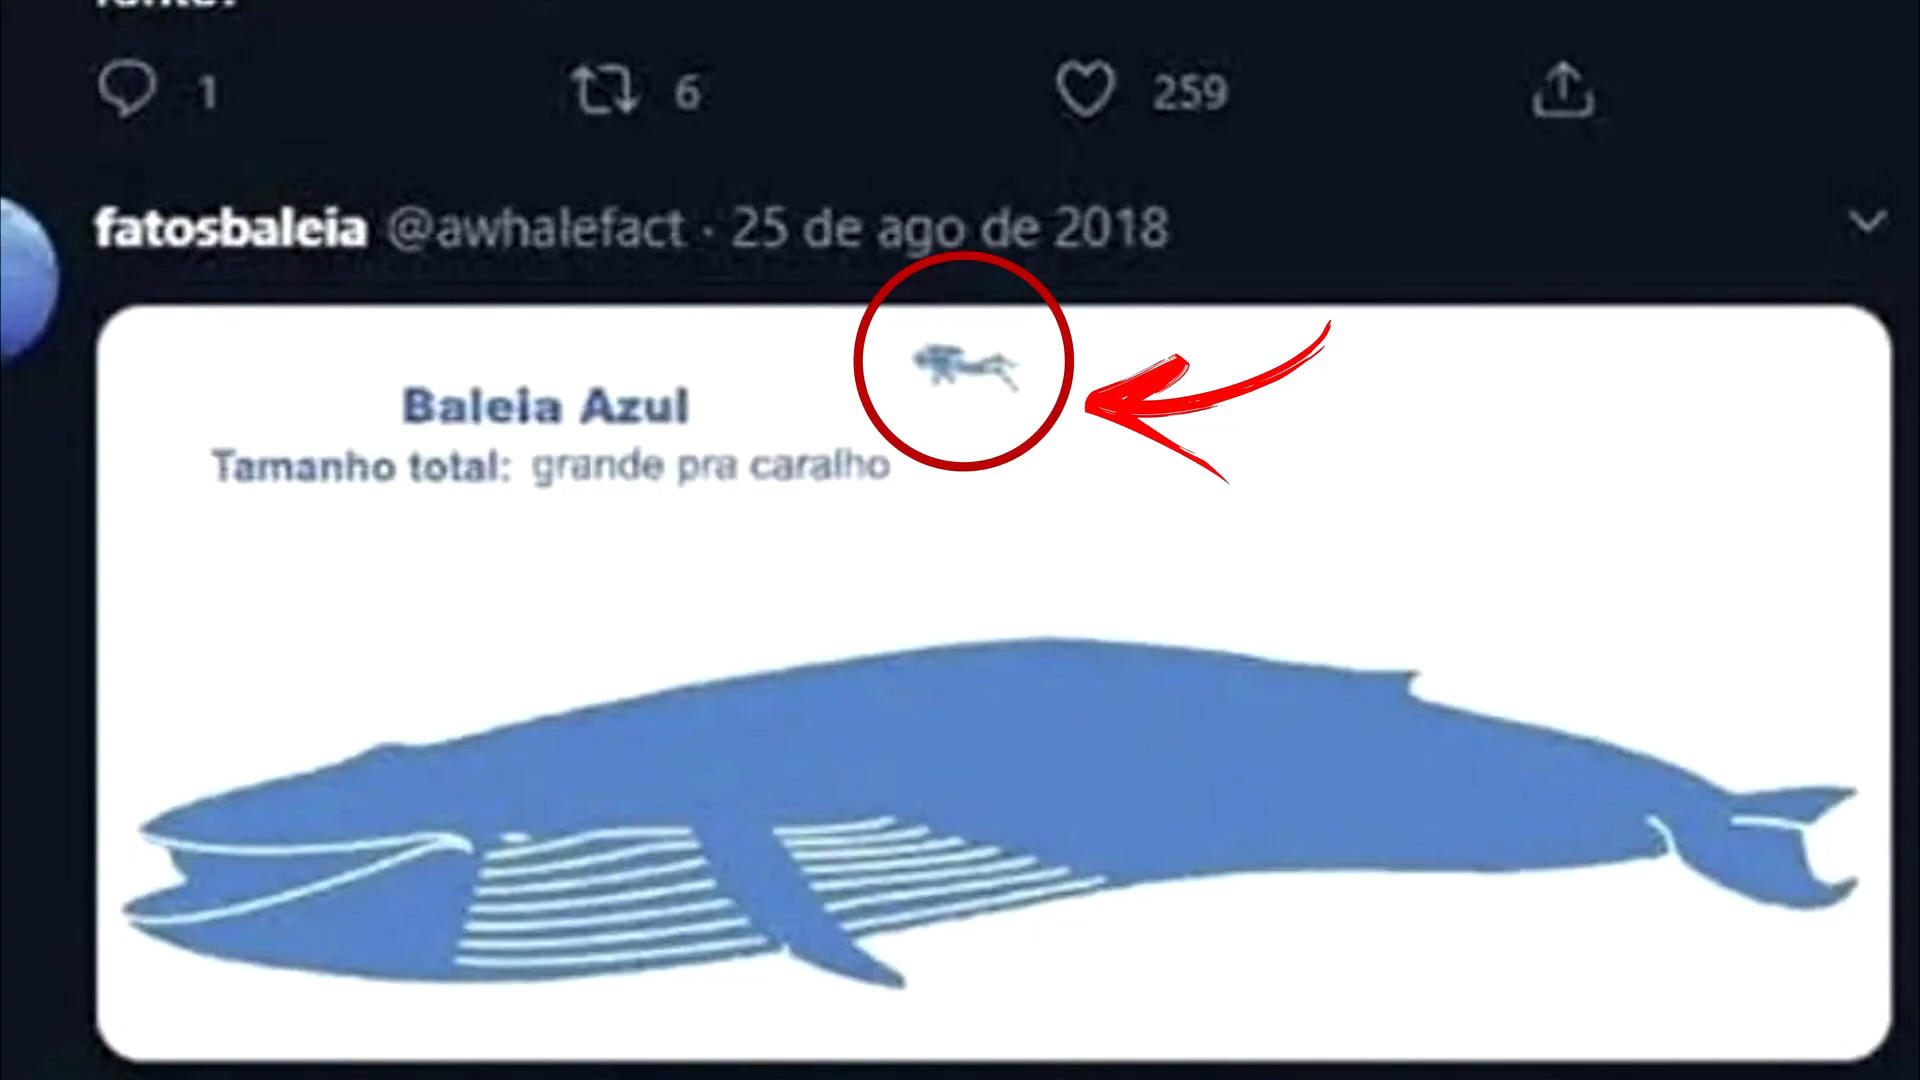 1 6 259
fatosbaleia @awhalefact · 25 de ago de 2018
Baleia Azul
Tamanho total: grande pra caralho